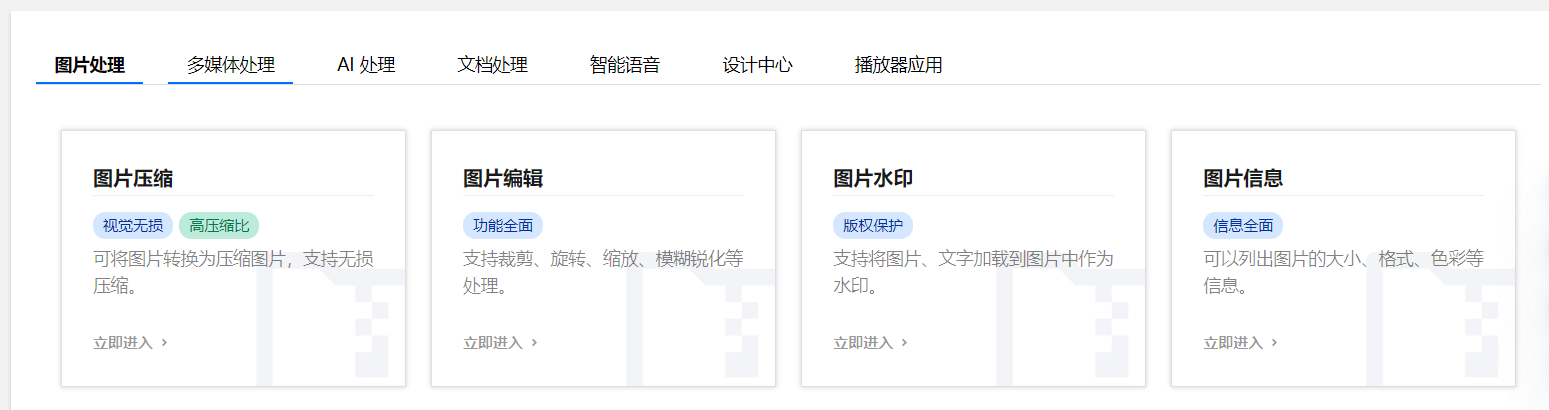 图片处理 多媒体处理 AI 处理 文档处理 智能语音 设计中心 播放器应用
图片压缩
视觉无损 高压缩比
可将图片转换为压缩图片，支持无损
压缩。
立即进入 ›
图片编辑
功能全面
支持裁剪、旋转、缩放、模糊锐化等
处理。
立即进入 ›
图片水印
版权保护
支持将图片、文字加载到图片中作为
水印。
立即进入 ›
图片信息
信息全面
可以列出图片的大小、格式、色彩等
信息。
立即进入 ›